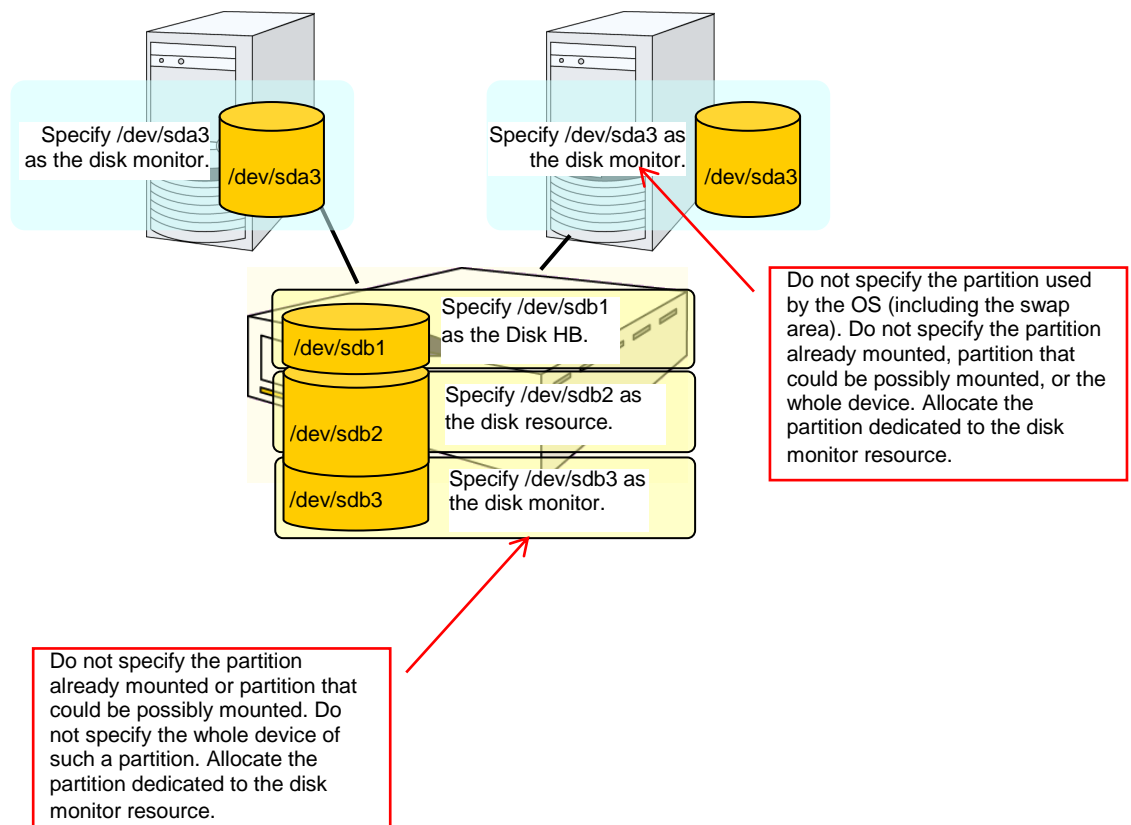 Specify /dev/sda3
as the disk monitor.
/dev/sda3
Specify /dev/sda3 as
the disk monitor.
/dev/sda3
Do not specify the partition used
by the OS (including the swap
area). Do not specify the partition
already mounted, partition that
could be possibly mounted, or the
whole device. Allocate the
partition dedicated to the disk
monitor resource.
/dev/sdb1
Specify /dev/sdb1
as the Disk HB.
/dev/sdb2
Specify /dev/sdb2 as
the disk resource.
/dev/sdb3
Specify /dev/sdb3 as
the disk monitor.
Do not specify the partition
already mounted or partition that
could be possibly mounted. Do
not specify the whole device of
such a partition. Allocate the
partition dedicated to the disk
monitor resource.